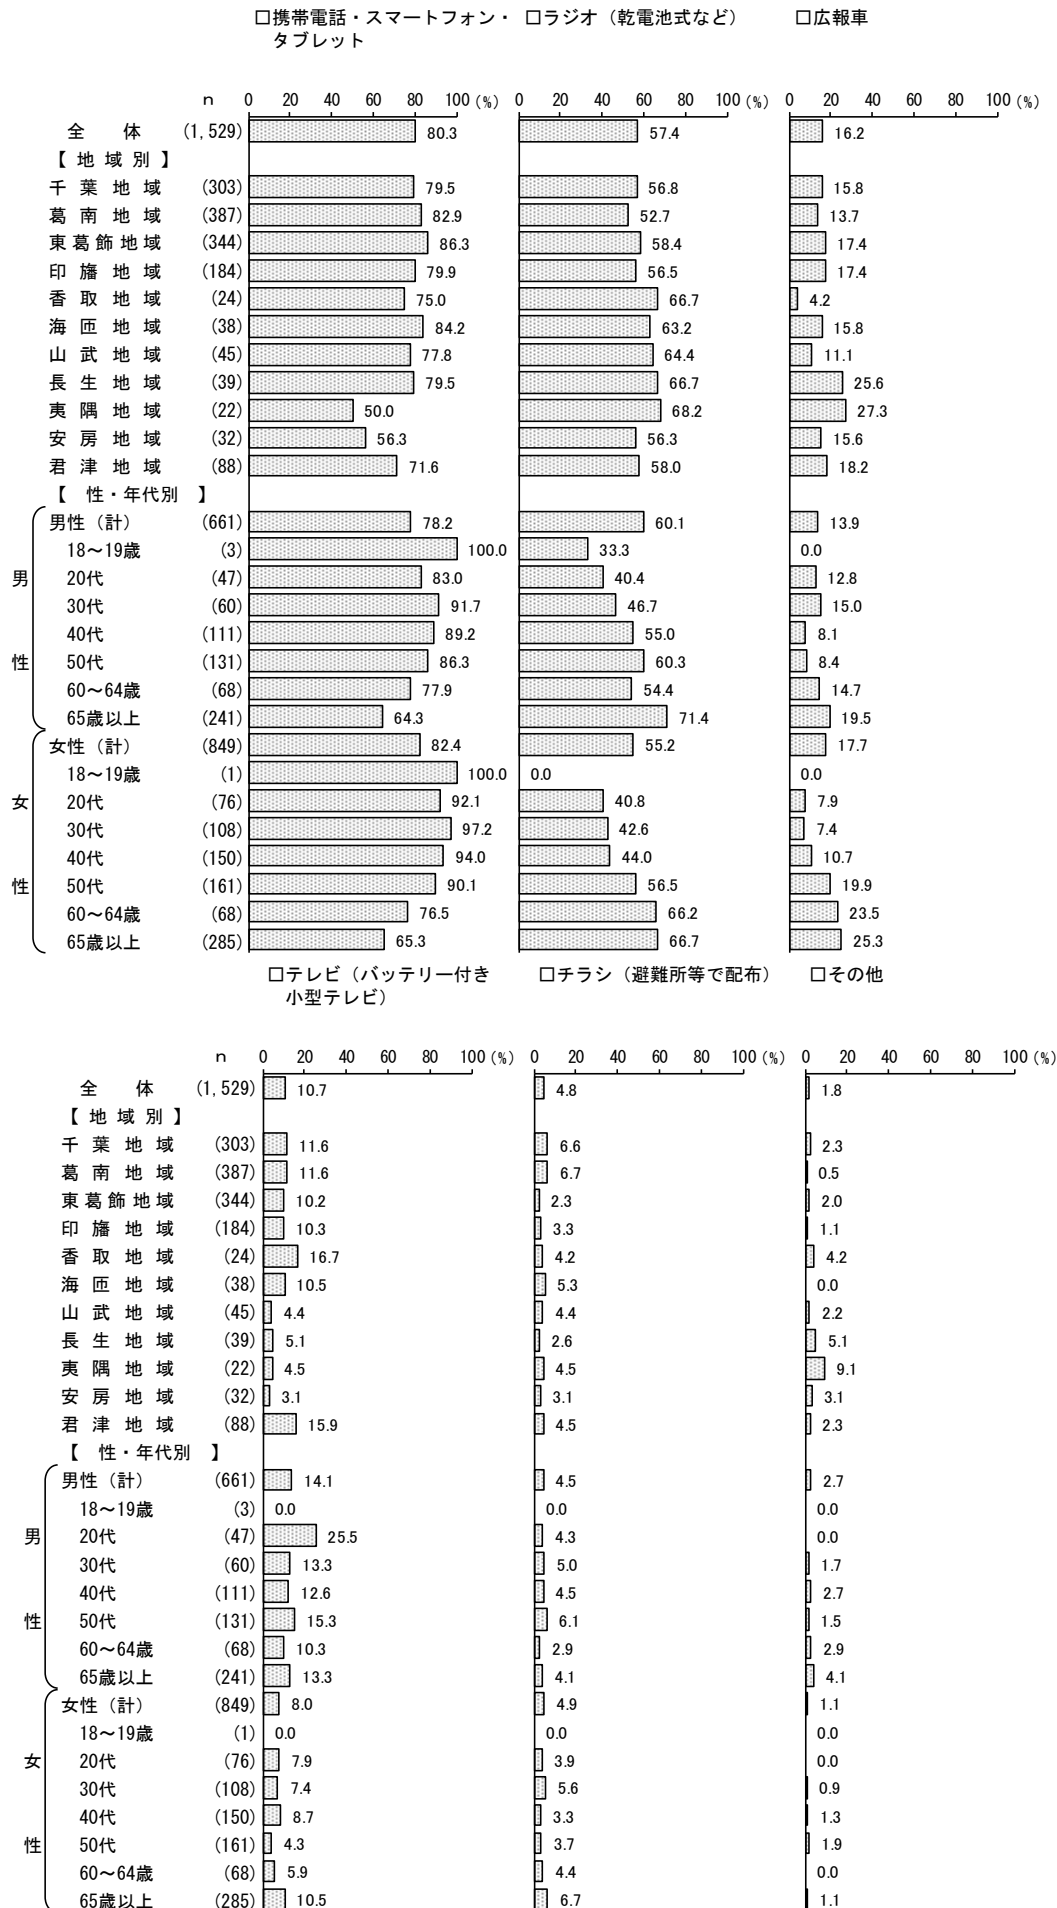 □携帯電話・スマートフォン・ □ラジオ（乾電池式など） □広報車
タブレット
n 0 20 40 60 80 100(%) 0 20 40 60 80 100(%) 0 20 40 60 80 100(%)
全体 (1,529) 80.3 57.4 16.2
【地域別】
千葉地域 (303) 79.5 56.8 15.8
葛南地域 (387) 82.9 52.7 13.7
東葛飾地域 (344) 86.3 58.4 17.4
印旛地域 (184) 79.9 56.5 17.4
香取地域 (24) 75.0 66.7 4.2
海匝地域 (38) 84.2 63.2 15.8
山武地域 (45) 77.8 64.4 11.1
長生地域 (39) 79.5 66.7 25.6
夷隅地域 (22) 50.0 68.2 27.3
安房地域 (32) 56.3 56.3 15.6
君津地域 (88) 71.6 58.0 18.2
【性・年代別】
男性（計） (661) 78.2 60.1 13.9
18～19歳 (3) 100.0 33.3 0.0
男 20代 (47) 83.0 40.4 12.8
30代 (60) 91.7 46.7 15.0
40代 (111) 89.2 55.0 8.1
性 50代 (131) 86.3 60.3 8.4
60～64歳 (68) 77.9 54.4 14.7
65歳以上 (241) 64.3 71.4 19.5
女性（計） (849) 82.4 55.2 17.7
18～19歳 (1) 100.0 0.0 0.0
女 20代 (76) 92.1 40.8 7.9
30代 (108) 97.2 42.6 7.4
40代 (150) 94.0 44.0 10.7
性 50代 (161) 90.1 56.5 19.9
60～64歳 (68) 76.5 66.2 23.5
65歳以上 (285) 65.3 66.7 25.3
□テレビ（バッテリー付き □チラシ（避難所等で配布） □その他
小型テレビ）
n 0 20 40 60 80 100(%) 0 20 40 60 80 100(%) 0 20 40 60 80 100(%)
全体 (1,529) 10.7 4.8 1.8
【地域別】
千葉地域 (303) 11.6 6.6 2.3
葛南地域 (387) 11.6 6.7 0.5
東葛飾地域 (344) 10.2 2.3 2.0
印旛地域 (184) 10.3 3.3 1.1
香取地域 (24) 16.7 4.2 4.2
海匝地域 (38) 10.5 5.3 0.0
山武地域 (45) 4.4 4.4 2.2
長生地域 (39) 5.1 2.6 5.1
夷隅地域 (22) 4.5 4.5 9.1
安房地域 (32) 3.1 3.1 3.1
君津地域 (88) 15.9 4.5 2.3
【性・年代別】
男性（計） (661) 14.1 4.5 2.7
18～19歳 (3) 0.0 0.0 0.0
男 20代 (47) 25.5 4.3 0.0
30代 (60) 13.3 5.0 1.7
40代 (111) 12.6 4.5 2.7
性 50代 (131) 15.3 6.1 1.5
60～64歳 (68) 10.3 2.9 2.9
65歳以上 (241) 13.3 4.1 4.1
女性（計） (849) 8.0 4.9 1.1
18～19歳 (1) 0.0 0.0 0.0
女 20代 (76) 7.9 3.9 0.0
30代 (108) 7.4 5.6 0.9
40代 (150) 8.7 3.3 1.3
性 50代 (161) 4.3 3.7 1.9
60～64歳 (68) 5.9 4.4 0.0
65歳以上 (285) 10.5 6.7 1.1